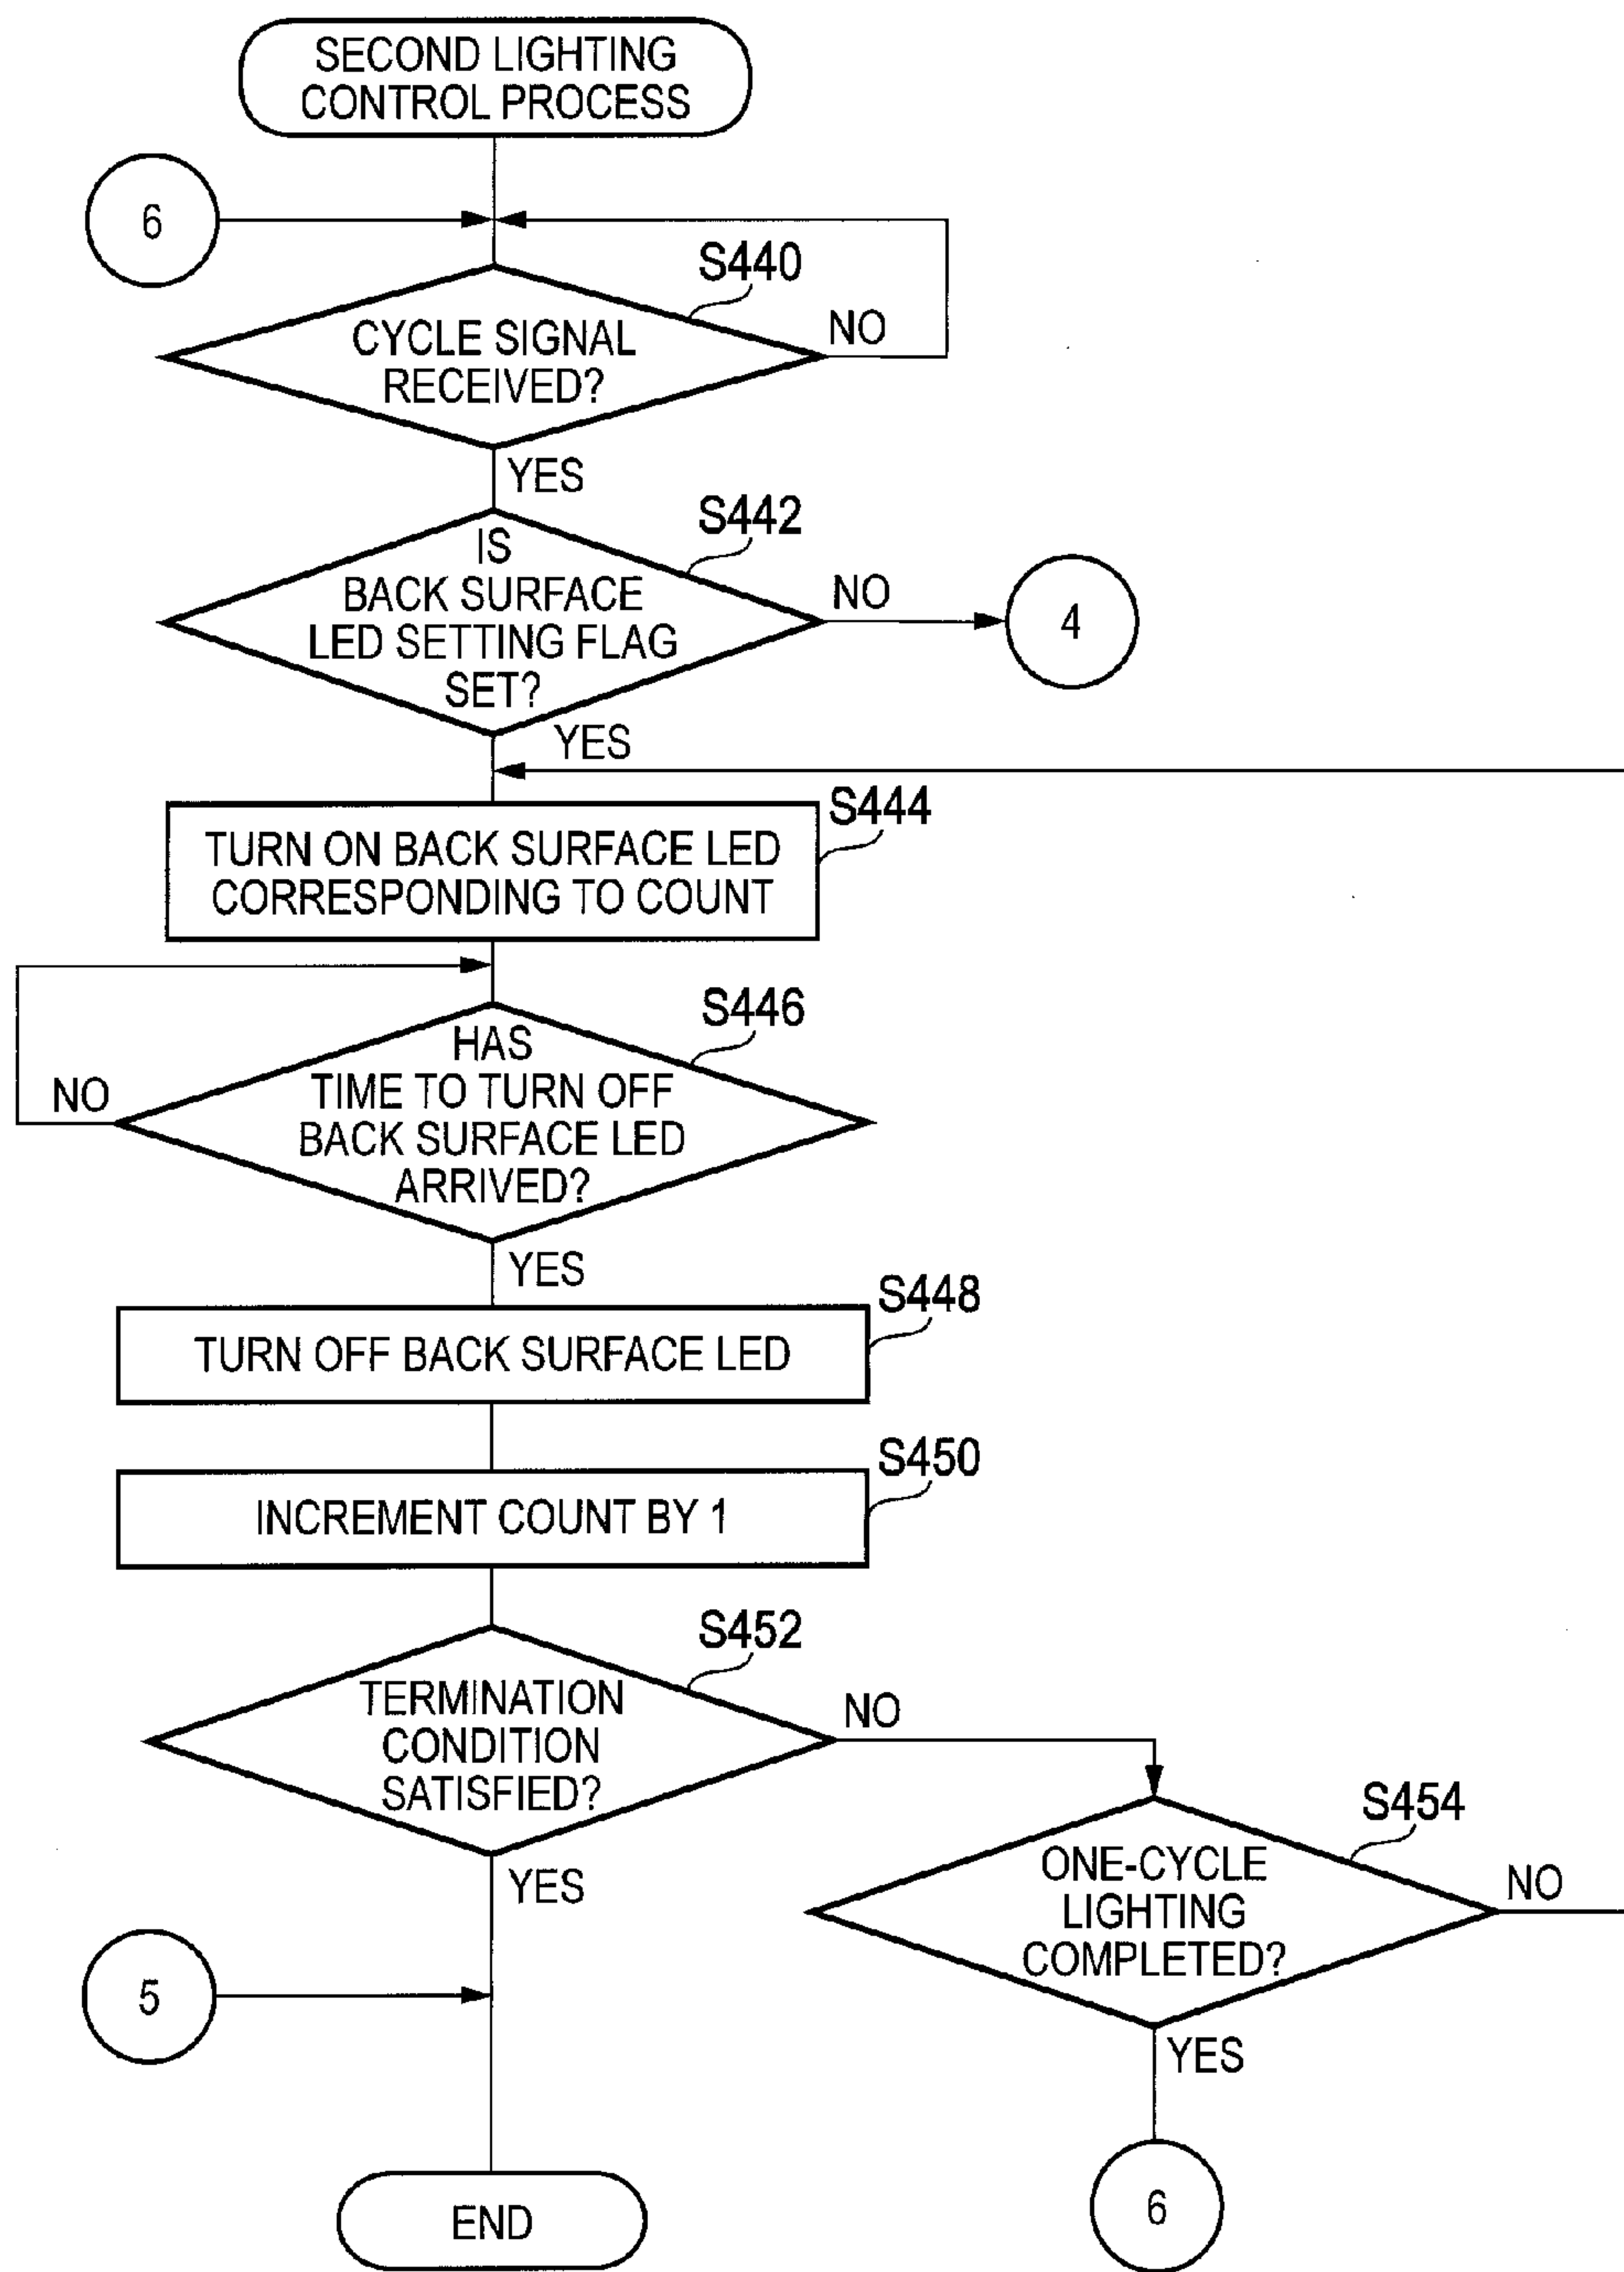 SECOND LIGHTING
CONTROL PROCESS
6
S440
CYCLE SIGNAL
RECEIVED?
NO
YES
S442
IS
BACK SURFACE
LED SETTING FLAG
SET?
NO
4
YES
S444
TURN ON BACK SURFACE LED
CORRESPONDING TO COUNT
S446
HAS
TIME TO TURN OFF
BACK SURFACE LED
ARRIVED?
NO
YES
S448
TURN OFF BACK SURFACE LED
S450
INCREMENT COUNT BY 1
S452
TERMINATION
CONDITION
SATISFIED?
NO
YES
S454
ONE-CYCLE
LIGHTING
COMPLETED?
NO
5
YES
END
6